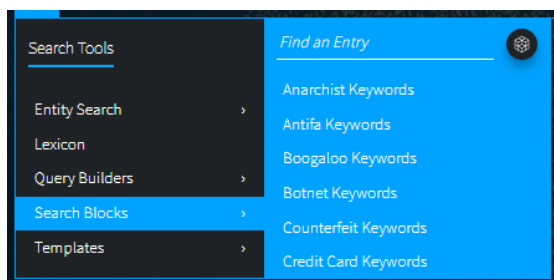 Search Tools
Entity Search
Lexicon
Query Builders
Search Blocks
Templates
Find an Entry
Anarchist Keywords
Antifa Keywords
Boogaloo Keywords
Botnet Keywords
Counterfeit Keywords
Credit Card Keywords